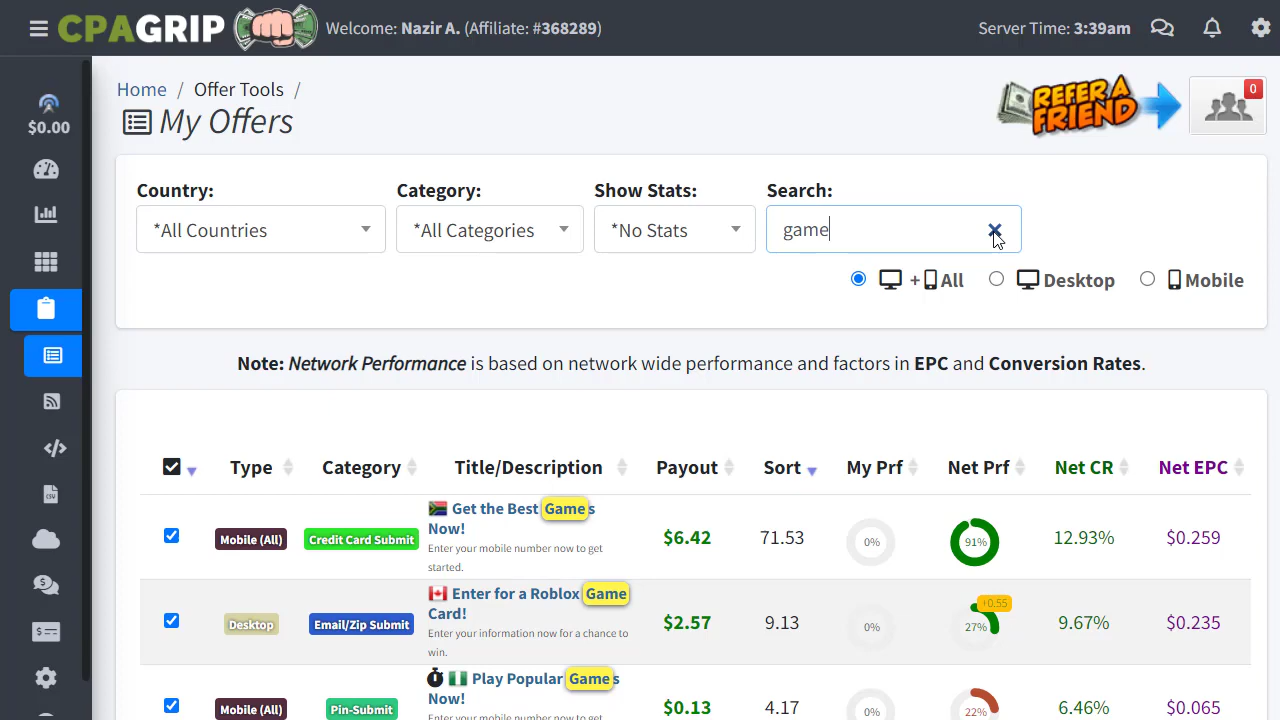 CPAGRIP Welcome: Nazir A. (Affiliate: #368289) Server Time: 3:39am
$0.00
Home / Offer Tools /
My Offers
REFER A FRIEND
0
Country: Category: Show Stats: Search:
*All Countries *All Categories *No Stats game
+ All Desktop Mobile
Note: Network Performance is based on network wide performance and factors in EPC and Conversion Rates.
Type Category Title/Description Payout Sort My Prf Net Prf Net CR Net EPC
Mobile (All) Credit Card Submit Get the Best Games Now! $6.42 71.53 0% 91% 12.93% $0.259
Enter your mobile number now to get started.
Desktop Email/Zip Submit Enter for a Roblox Game Card! $2.57 9.13 0% 27% 9.67% $0.235
Enter your information now for a chance to win.
Mobile (All) Pin-Submit Play Popular Games Now! $0.13 4.17 0% 22% 6.46% $0.065